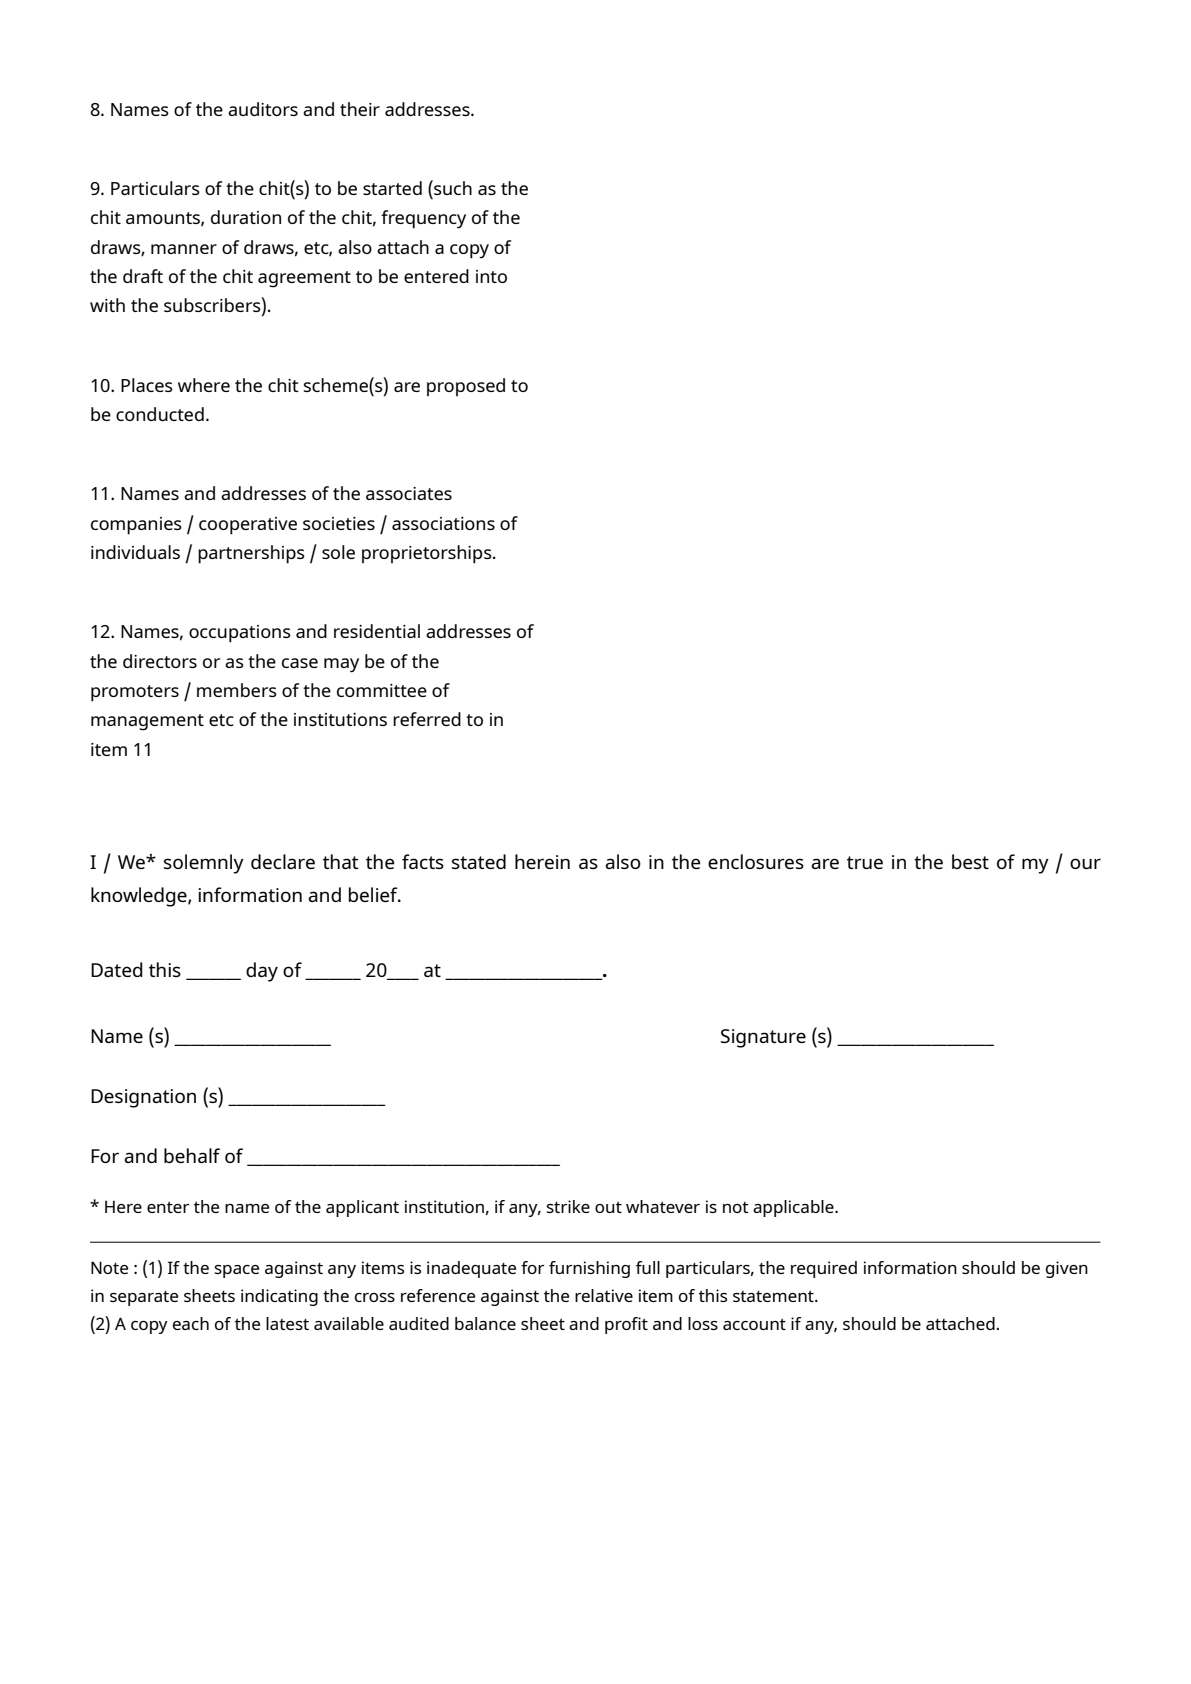 8. Names of the auditors and their addresses.
9. Particulars of the chit(s) to be started (such as the
chit amounts, duration of the chit, frequency of the
draws, manner of draws, etc, also attach a copy of
the draft of the chit agreement to be entered into
with the subscribers).
10. Places where the chit scheme(s) are proposed to
be conducted.
11. Names and addresses of the associates
companies / cooperative societies / associations of
individuals / partnerships / sole proprietorships.
12. Names, occupations and residential addresses of
the directors or as the case may be of the
promoters / members of the committee of
management etc of the institutions referred to in
item 11
I / We* solemnly declare that the facts stated herein as also in the enclosures are true in the best of my / our
knowledge, information and belief.
Dated this _______ day of _______ 20____ at ____________________.
Name (s) ____________________ Signature (s) ____________________
Designation (s) ____________________
For and behalf of ________________________________________
* Here enter the name of the applicant institution, if any, strike out whatever is not applicable.
Note : (1) If the space against any items is inadequate for furnishing full particulars, the required information should be given
in separate sheets indicating the cross reference against the relative item of this statement.
(2) A copy each of the latest available audited balance sheet and profit and loss account if any, should be attached.